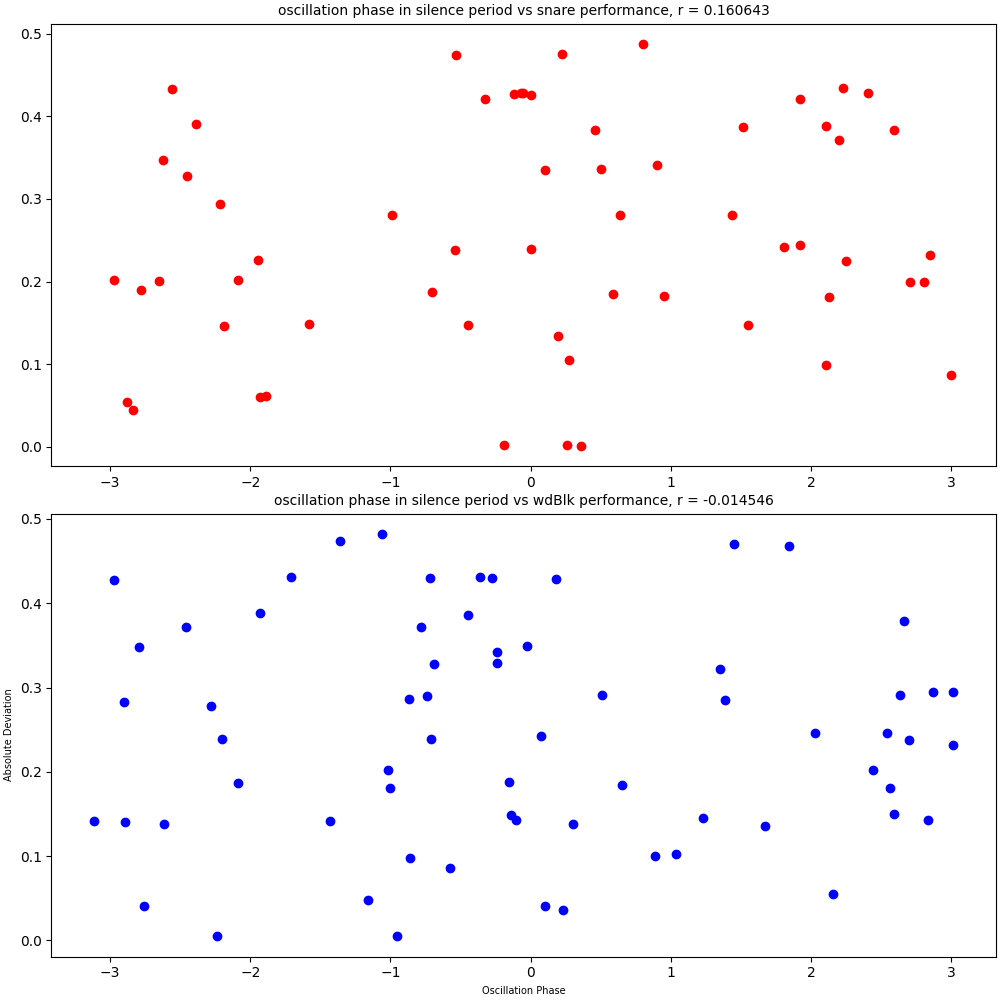 oscillation phase in silence period vs snare performance, r = 0.160643
0.5
0.4
0.3
0.2
0.1
0.0
−3 −2 −1 0 1 2 3
oscillation phase in silence period vs wdBlk performance, r = -0.014546
0.5
0.4
0.3
0.2
0.1
0.0
Absolute Deviation
−3 −2 −1 0 1 2 3
Oscillation Phase